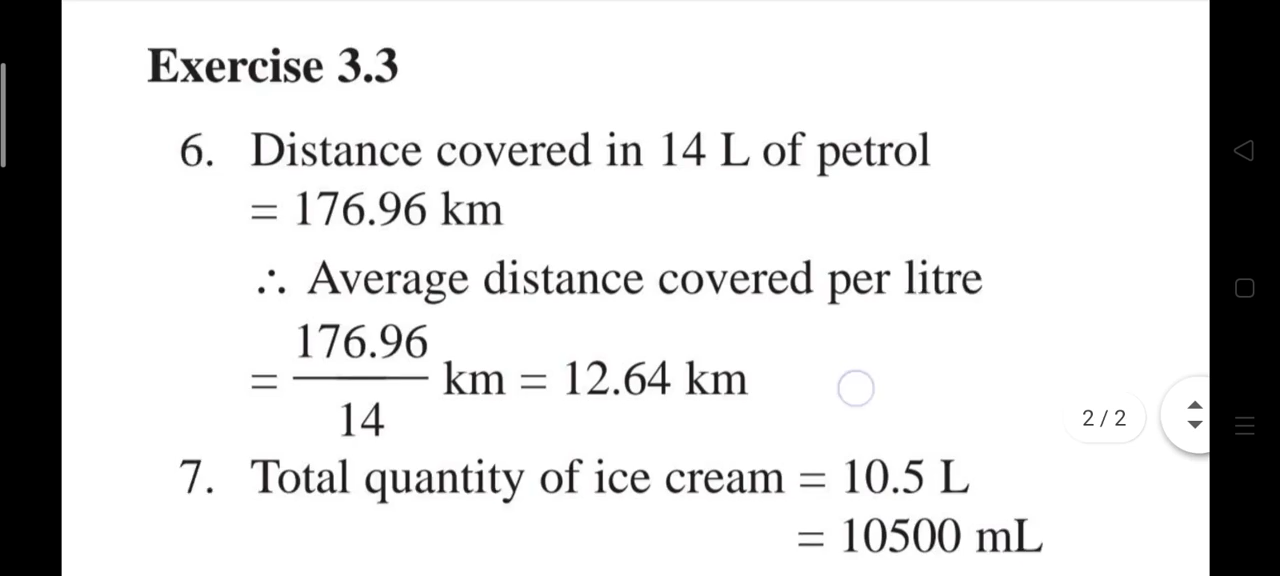 Exercise 3.3
6. Distance covered in 14 L of petrol
= 176.96 km
∴ Average distance covered per litre
= 176.96/14 km = 12.64 km
2 / 2
7. Total quantity of ice cream = 10.5 L
= 10500 mL